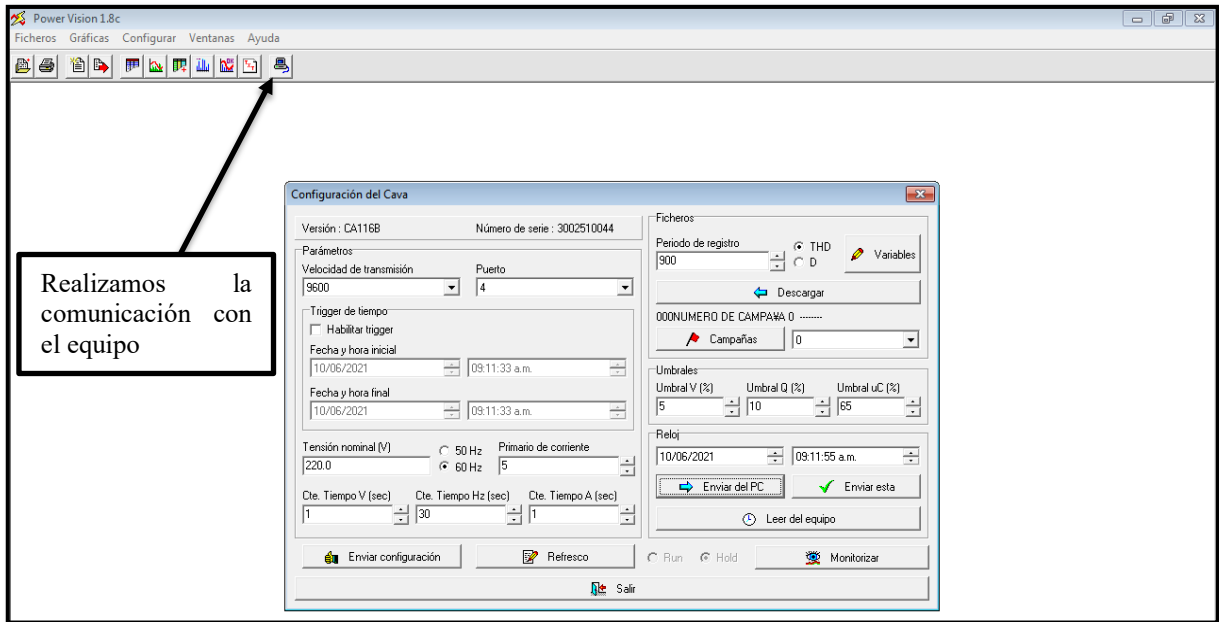 Power Vision 1.8c
Ficheros Gráficas Configurar Ventanas Ayuda
Realizamos la
comunicación con
el equipo
Configuración del Cava
Versión : CA116B Número de serie : 3002510044
Parámetros
Velocidad de transmisión Puerto
9600 4
Trigger de tiempo
Habilitar trigger
Fecha y hora inicial
10/06/2021 09:11:33 a.m.
Fecha y hora final
10/06/2021 09:11:33 a.m.
Tensión nominal (V) 50 Hz Primario de corriente
220.0 60 Hz 5
Cte. Tiempo V (sec) Cte. Tiempo Hz (sec) Cte. Tiempo A (sec)
1 30 1
Enviar configuración Refresco
Ficheros
Periodo de registro THD
900 D Variables
Descargar
000NUMERO DE CAMPA¥A 0 --------
Campañas 0
Umbrales
Umbral V (%) Umbral Q (%) Umbral uC (%)
5 10 65
Reloj
10/06/2021 09:11:55 a.m.
Enviar del PC Enviar esta
Leer del equipo
Run Hold Monitorizar
Salir